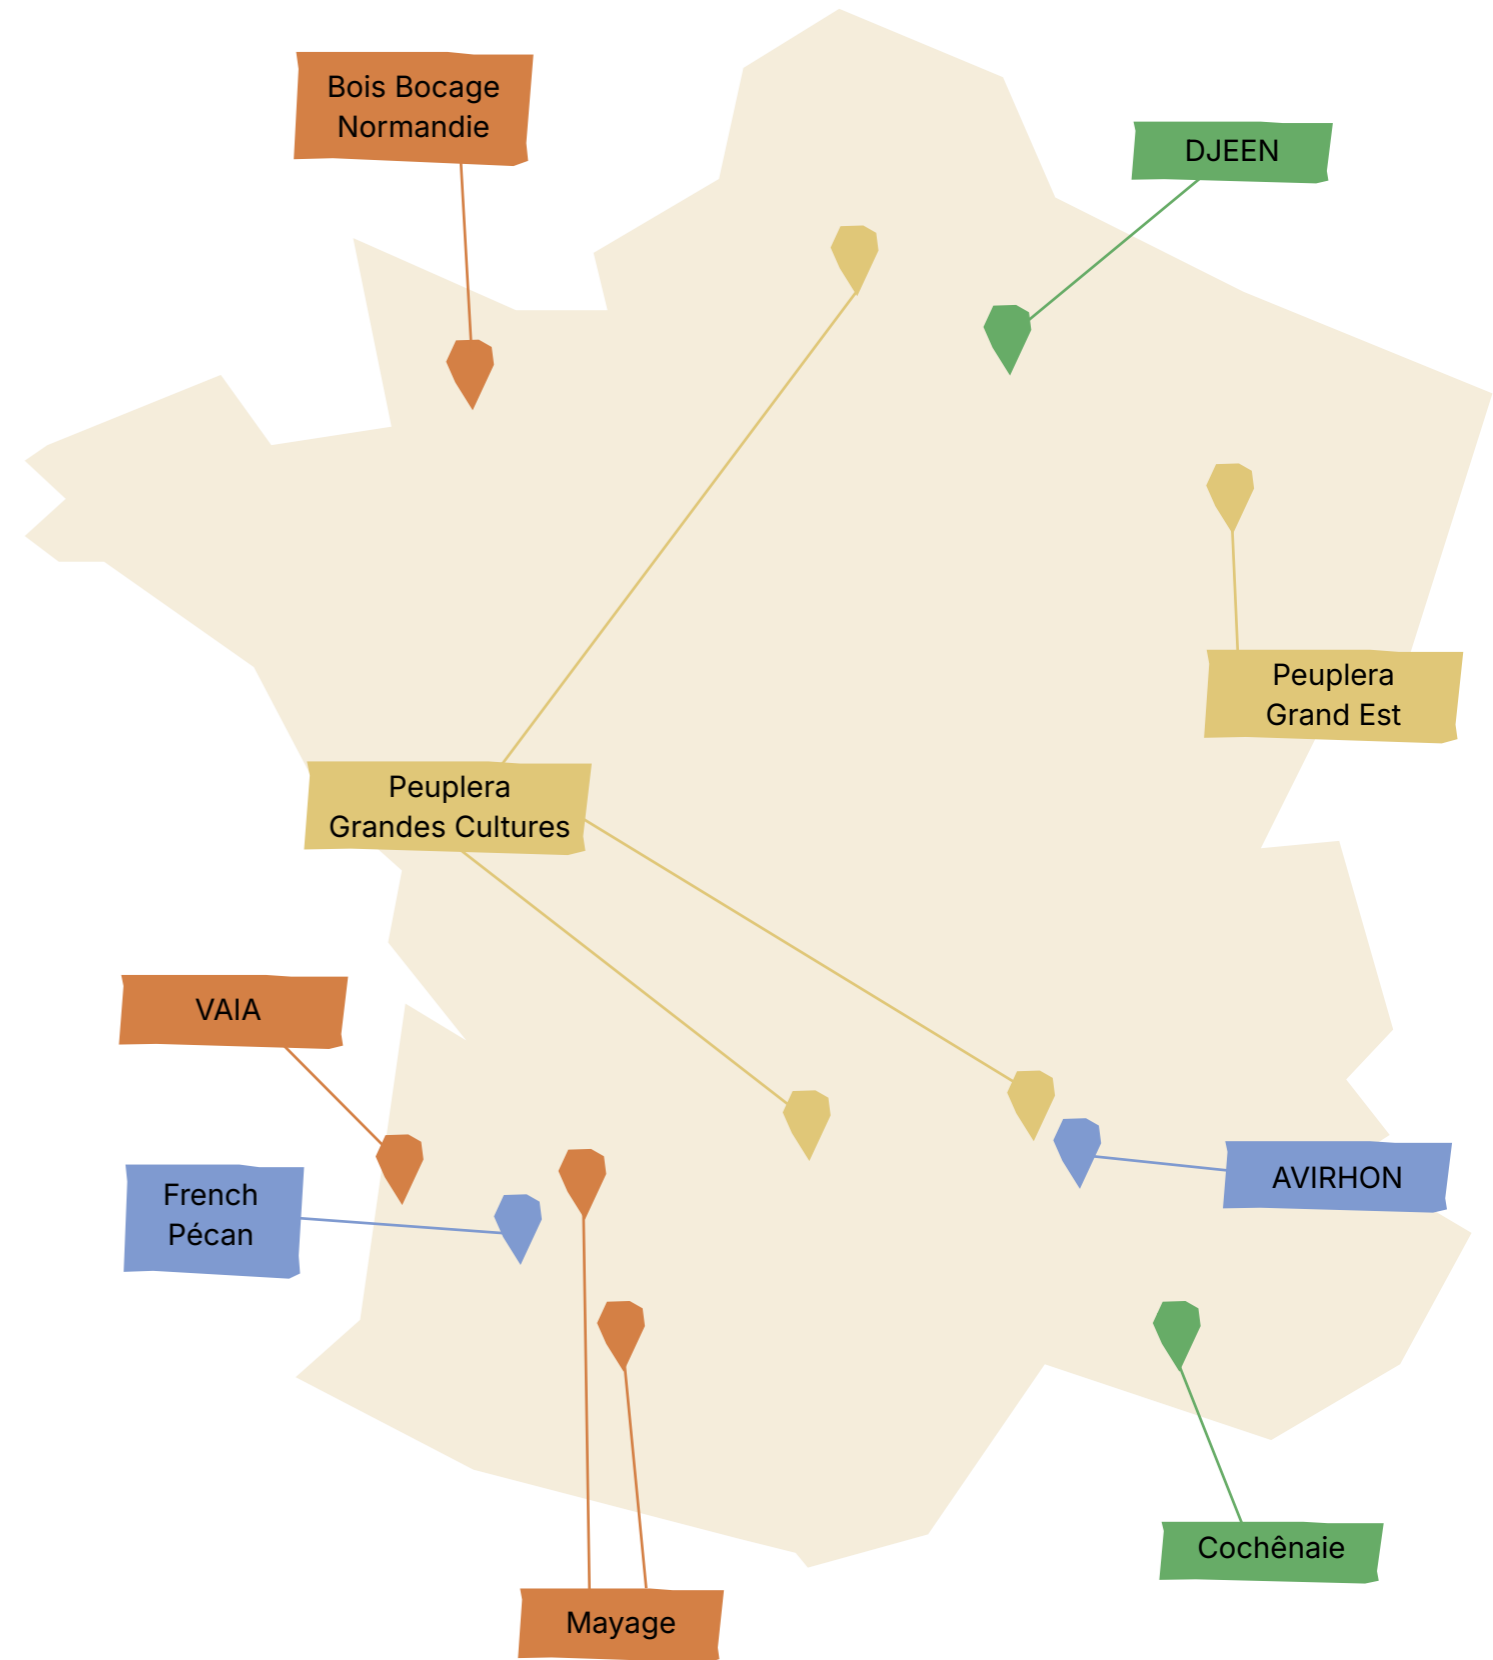 Bois Bocage
Normandie
DJEEN
Peuplera
Grand Est
Peuplera
Grandes Cultures
VAIA
French
Pécan
AVIRHON
Cochênaie
Mayage